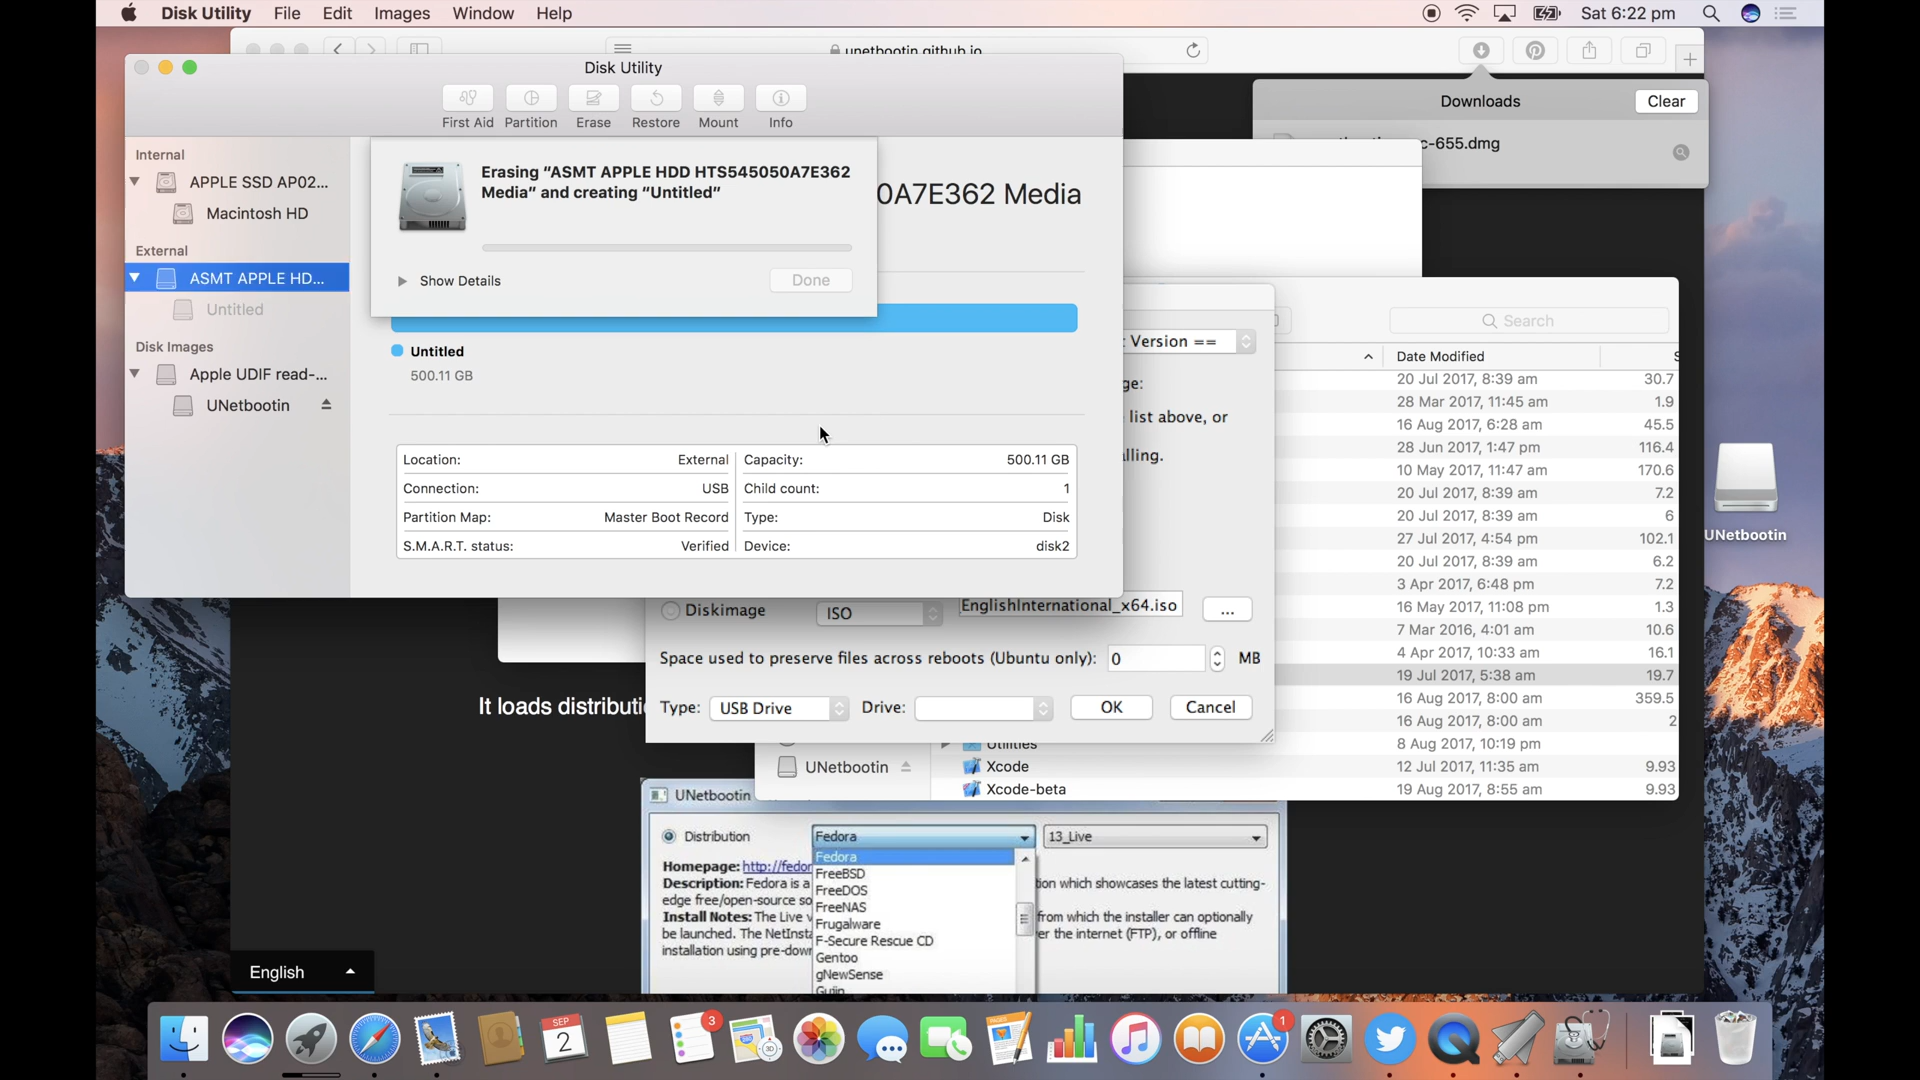 Disk Utility File Edit Images Window Help
Sat 6:22 pm
unetbootin.github.io
Disk Utility
First Aid Partition Erase Restore Mount Info
Downloads
Clear
c-655.dmg
Internal
APPLE SSD AP02...
Macintosh HD
External
ASMT APPLE HD...
Untitled
Disk Images
Apple UDIF read-...
UNetbootin
Erasing “ASMT APPLE HDD HTS545050A7E362
Media” and creating “Untitled”
Show Details
Done
0A7E362 Media
Untitled
500.11 GB
Location: External
Connection: USB
Partition Map: Master Boot Record
S.M.A.R.T. status: Verified
Capacity: 500.11 GB
Child count: 1
Type: Disk
Device: disk2
: Version ==
ge:
list above, or
lling.
Diskimage
ISO
EnglishInternational_x64.iso
...
Space used to preserve files across reboots (Ubuntu only): 0 MB
Type: USB Drive Drive: OK Cancel
It loads distributi
Search
Date Modified S
20 Jul 2017, 8:39 am 30.7
28 Mar 2017, 11:45 am 1.9
16 Aug 2017, 6:28 am 45.5
28 Jun 2017, 1:47 pm 116.4
10 May 2017, 11:47 am 170.6
20 Jul 2017, 8:39 am 7.2
20 Jul 2017, 8:39 am 6
27 Jul 2017, 4:54 pm 102.1
20 Jul 2017, 8:39 am 6.2
3 Apr 2017, 6:48 pm 7.2
16 May 2017, 11:08 pm 1.3
7 Mar 2016, 4:01 am 10.6
4 Apr 2017, 10:33 am 16.1
19 Jul 2017, 5:38 am 19.7
16 Aug 2017, 8:00 am 359.5
16 Aug 2017, 8:00 am 2
Utilities 8 Aug 2017, 10:19 pm
Xcode 12 Jul 2017, 11:35 am 9.93
Xcode-beta 19 Aug 2017, 8:55 am 9.93
UNetbootin
UNetbootin
UNetbootin
Distribution
Fedora
13_Live
Homepage: http://fedor
Description: Fedora is a
edge free/open-source so
Install Notes: The Live v
be launched. The NetInsta
installation using pre-dow
Fedora
FreeBSD
FreeDOS
FreeNAS
Frugalware
F-Secure Rescue CD
Gentoo
gNewSense
Gujin
tion which showcases the latest cutting-
from which the installer can optionally
er the internet (FTP), or offline
English
3
SEP
2
3D
1